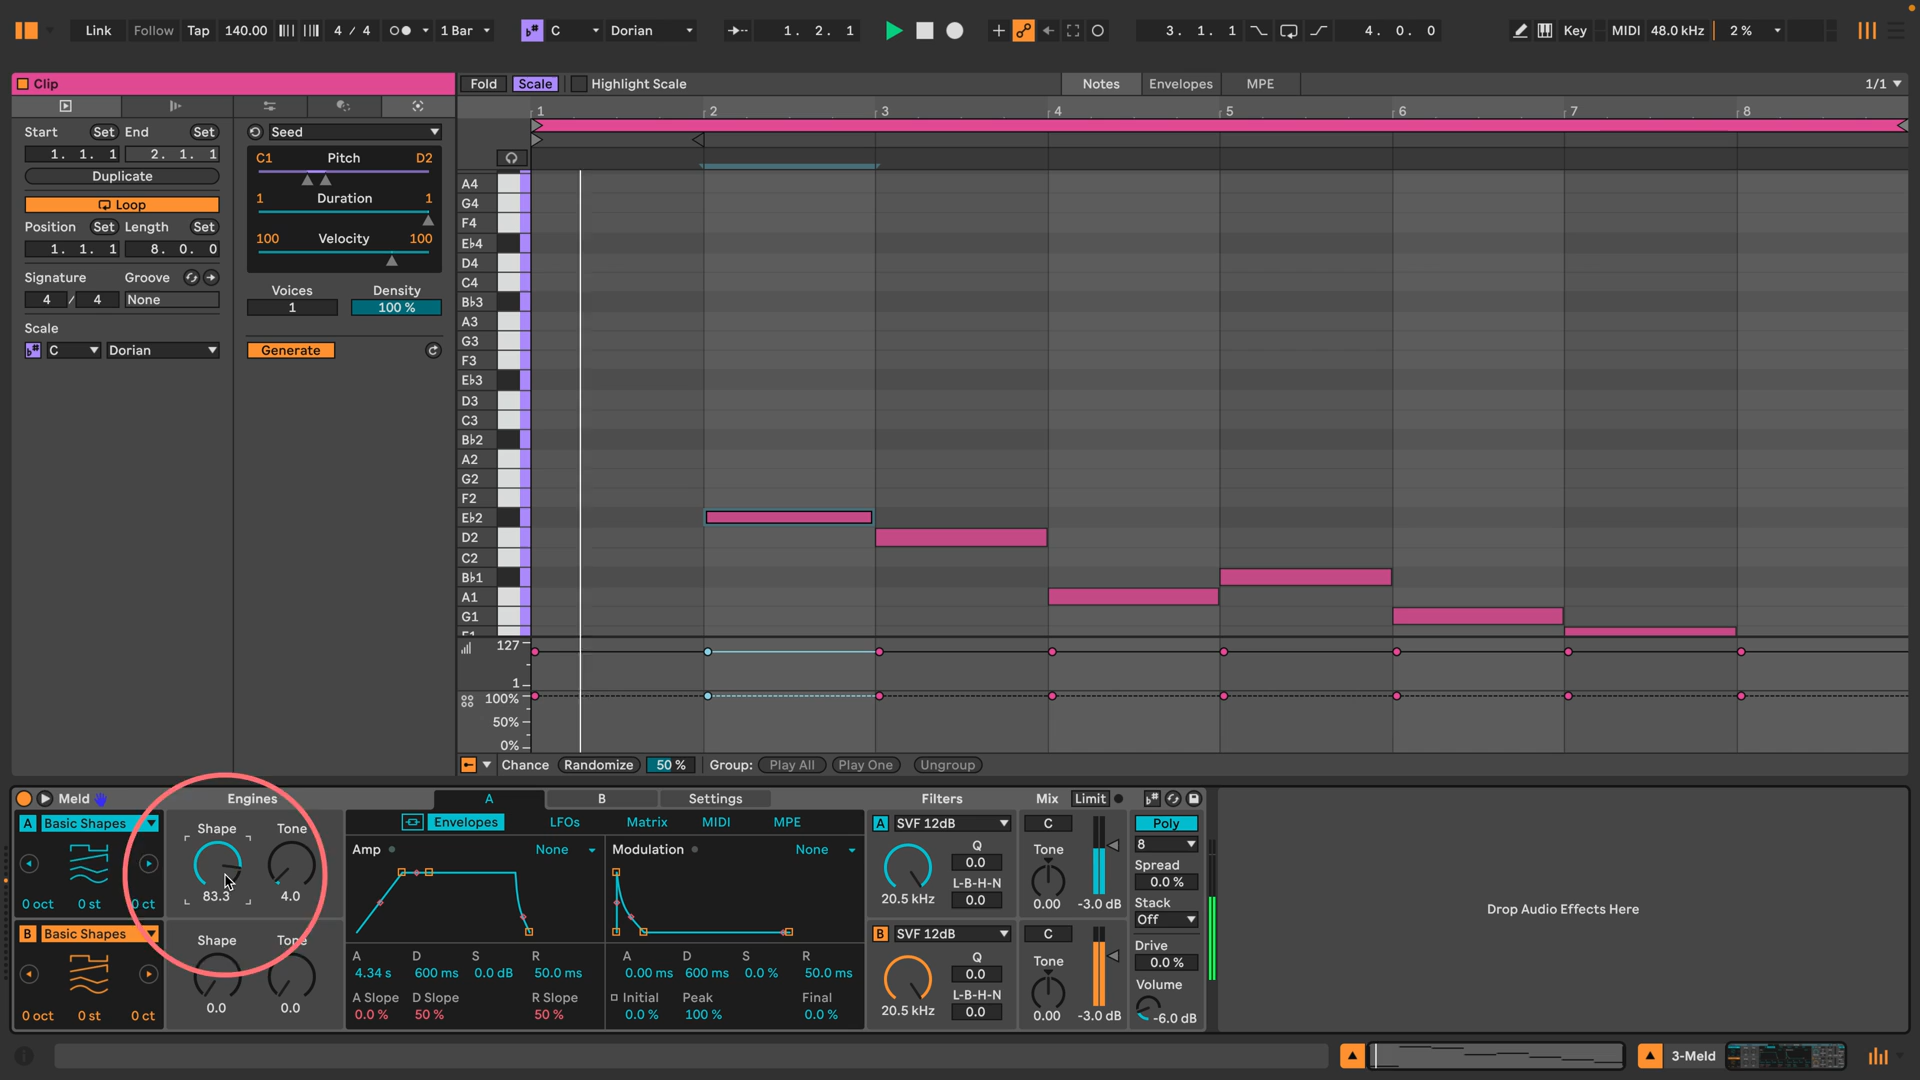 Link Follow Tap 140.00 4 / 4 1 Bar C Dorian 1. 2. 1 3. 1. 1 4. 0. 0 Key MIDI 48.0 kHz 2 %
Clip
Fold Scale Highlight Scale Notes Envelopes MPE 1/1
Start Set End Set
1. 1. 1 2. 1. 1
Duplicate
Loop
Position Set Length Set
1. 1. 1 8. 0. 0
Signature Groove
4 / 4 None
Scale
C Dorian
Seed
C1 Pitch D2
1 Duration 1
100 Velocity 100
Voices Density
1 100 %
Generate
1 2 3 4 5 6 7 8
A4
G4
F4
E♭4
D4
C4
B♭3
A3
G3
F3
E♭3
D3
C3
B♭2
A2
G2
F2
E♭2
D2
C2
B♭1
A1
G1
127
1
100%
50%
0%
Chance Randomize 50 % Group: Play All Play One Ungroup
Meld Engines A B Settings Filters Mix Limit
A Basic Shapes
0 oct 0 st 0 ct
B Basic Shapes
0 oct 0 st 0 ct
Shape Tone
83.3 4.0
Shape Tone
0.0 0.0
Envelopes LFOs Matrix MIDI MPE
Amp None
A D S R
4.34 s 600 ms 0.0 dB 50.0 ms
A Slope D Slope R Slope
0.0 % 50 % 50 %
Modulation None
A D S R
0.00 ms 600 ms 0.0 % 50.0 ms
Initial Peak Final
0.0 % 100 % 0.0 %
A SVF 12dB
Q
0.0
L-B-H-N
20.5 kHz 0.0
B SVF 12dB
Q
0.0
L-B-H-N
20.5 kHz 0.0
C
Tone
0.00 -3.0 dB
C
Tone
0.00 -3.0 dB
Poly
8
Spread
0.0 %
Stack
Off
Drive
0.0 %
Volume
-6.0 dB
Drop Audio Effects Here
3-Meld